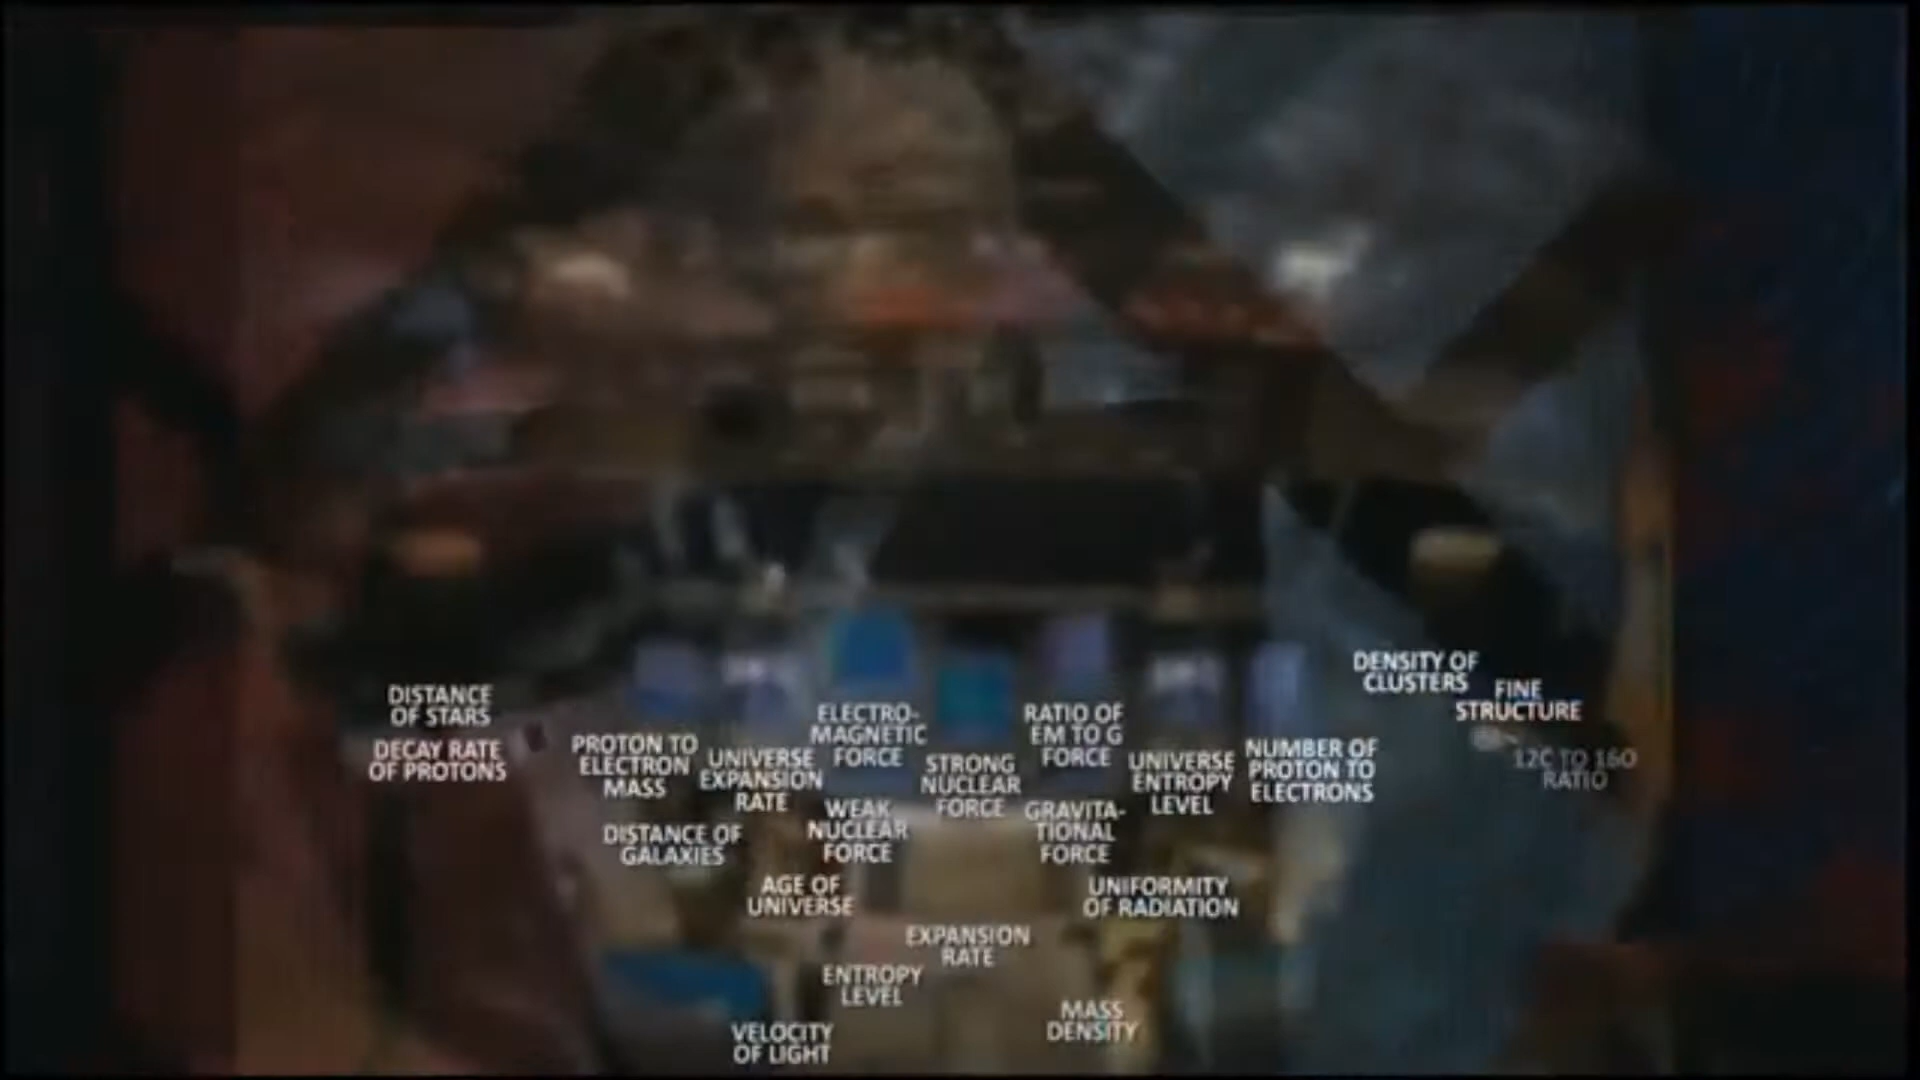 DISTANCE
OF STARS
DECAY RATE
OF PROTONS
PROTON TO
ELECTRON
MASS
UNIVERSE
EXPANSION
RATE
DISTANCE OF
GALAXIES
ELECTRO-
MAGNETIC
FORCE
WEAK
NUCLEAR
FORCE
STRONG
NUCLEAR
FORCE
RATIO OF
EM TO G
FORCE
GRAVITA-
TIONAL
FORCE
UNIVERSE
ENTROPY
LEVEL
NUMBER OF
PROTON TO
ELECTRONS
DENSITY OF
CLUSTERS
FINE
STRUCTURE
12C TO 16O
RATIO
AGE OF
UNIVERSE
UNIFORMITY
OF RADIATION
EXPANSION
RATE
ENTROPY
LEVEL
MASS
DENSITY
VELOCITY
OF LIGHT